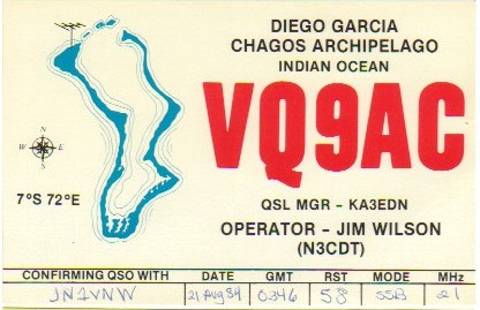 DIEGO GARCIA
CHAGOS ARCHIPELAGO
INDIAN OCEAN
VQ9AC
N
W E
S
7°S 72°E
QSL MGR - KA3EDN
OPERATOR - JIM WILSON
(N3CDT)
CONFIRMING QSO WITH DATE GMT RST MODE MHz
JN1VNW 21 Aug 84 0346 58 SSB 21